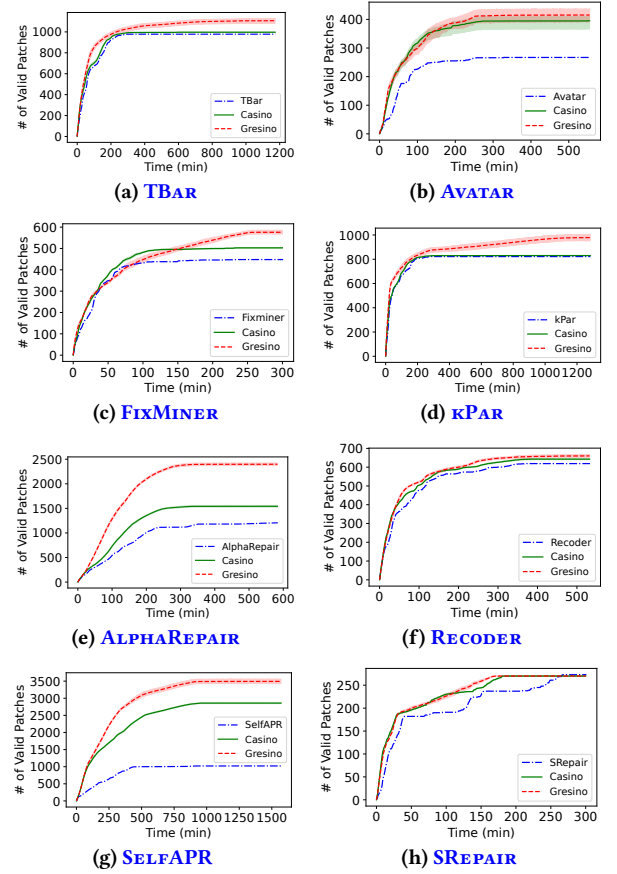 # of Valid Patches
1000
800
600
400
200
0
TBar
Casino
Gresino
0 200 400 600 800 1000 1200
Time (min)
(a) TBAR
# of Valid Patches
400
300
200
100
0
Avatar
Casino
Gresino
0 100 200 300 400 500
Time (min)
(b) AVATAR
# of Valid Patches
600
500
400
300
200
100
0
Fixminer
Casino
Gresino
0 50 100 150 200 250 300
Time (min)
(c) FIXMINER
# of Valid Patches
1000
800
600
400
200
0
kPar
Casino
Gresino
0 200 400 600 800 1000 1200
Time (min)
(d) KPAR
# of Valid Patches
2500
2000
1500
1000
500
0
AlphaRepair
Casino
Gresino
0 100 200 300 400 500 600
Time (min)
(e) ALPHAREPAIR
# of Valid Patches
700
600
500
400
300
200
100
0
Recoder
Casino
Gresino
0 100 200 300 400 500
Time (min)
(f) RECODER
# of Valid Patches
3500
3000
2500
2000
1500
1000
500
0
SelfAPR
Casino
Gresino
0 250 500 750 1000 1250 1500
Time (min)
(g) SELFAPR
# of Valid Patches
250
200
150
100
50
0
SRepair
Casino
Gresino
0 50 100 150 200 250 300
Time (min)
(h) SREPAIR